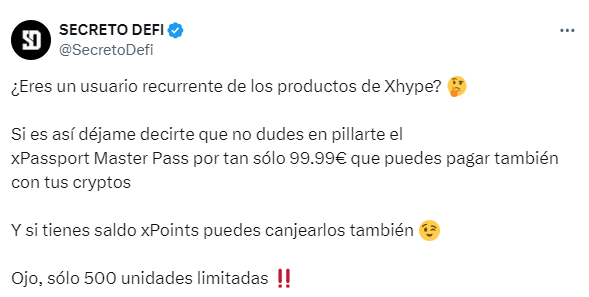 SECRETO DEFI
@SecretoDefi
¿Eres un usuario recurrente de los productos de Xhype? 🤔
Si es así déjame decirte que no dudes en pillarte el
xPassport Master Pass por tan sólo 99.99€ que puedes pagar también
con tus cryptos
Y si tienes saldo xPoints puedes canjearlos también 😉
Ojo, sólo 500 unidades limitadas ‼️